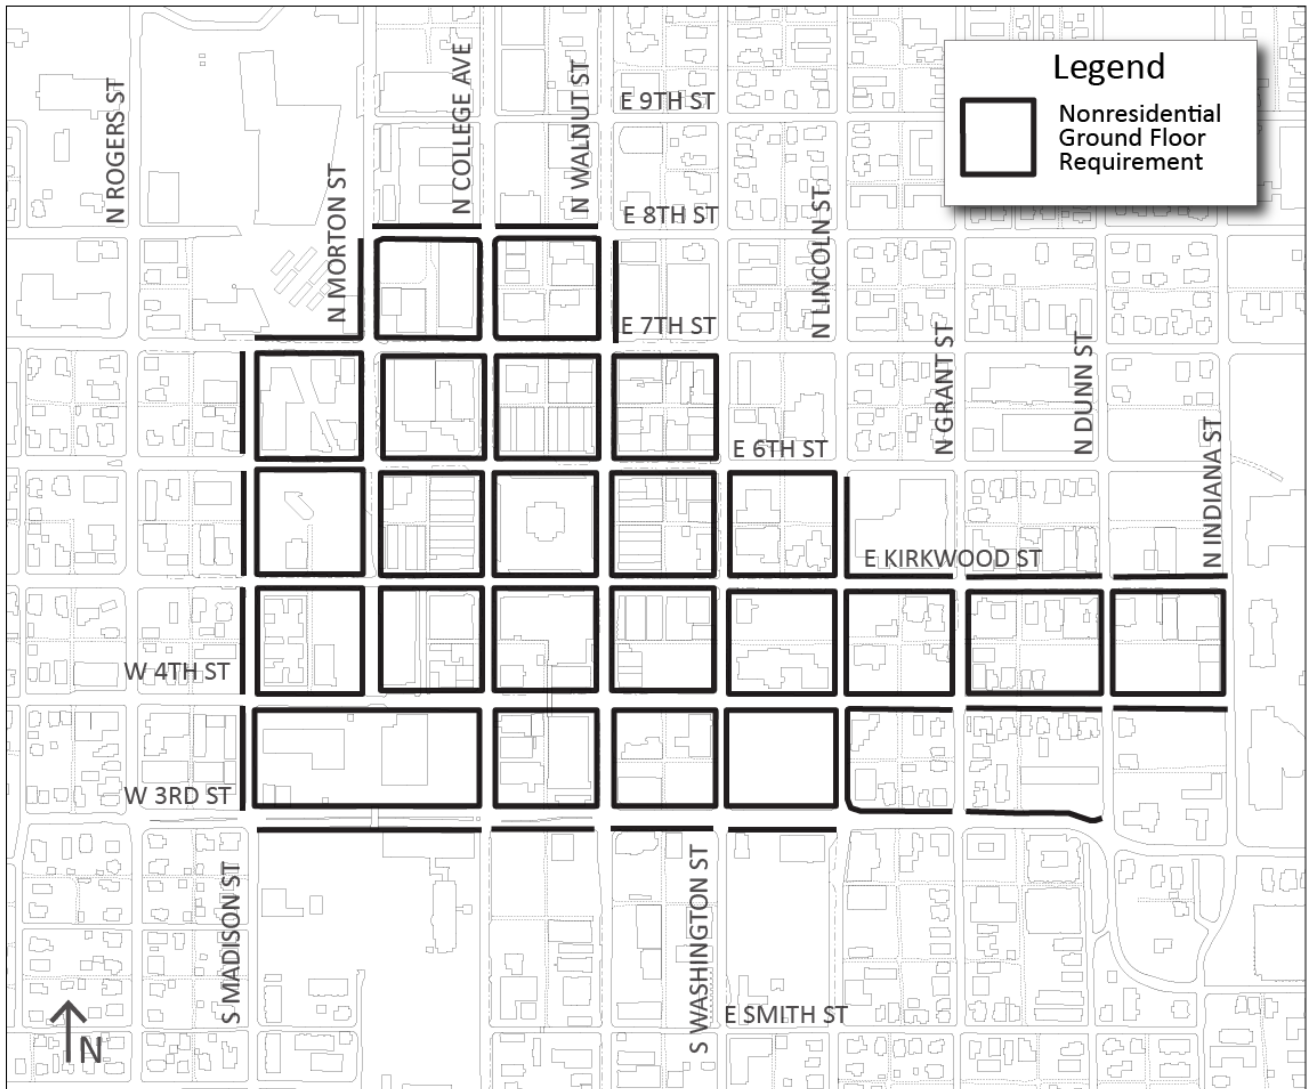 Legend
Nonresidential
Ground Floor
Requirement
N ROGERS ST
N MORTON ST
N COLLEGE AVE
N WALNUT ST
E 9TH ST
E 8TH ST
N LINCOLN ST
E 7TH ST
N GRANT ST
N DUNN ST
N INDIANA ST
E 6TH ST
E KIRKWOOD ST
W 4TH ST
W 3RD ST
S MADISON ST
S WASHINGTON ST
E SMITH ST
N